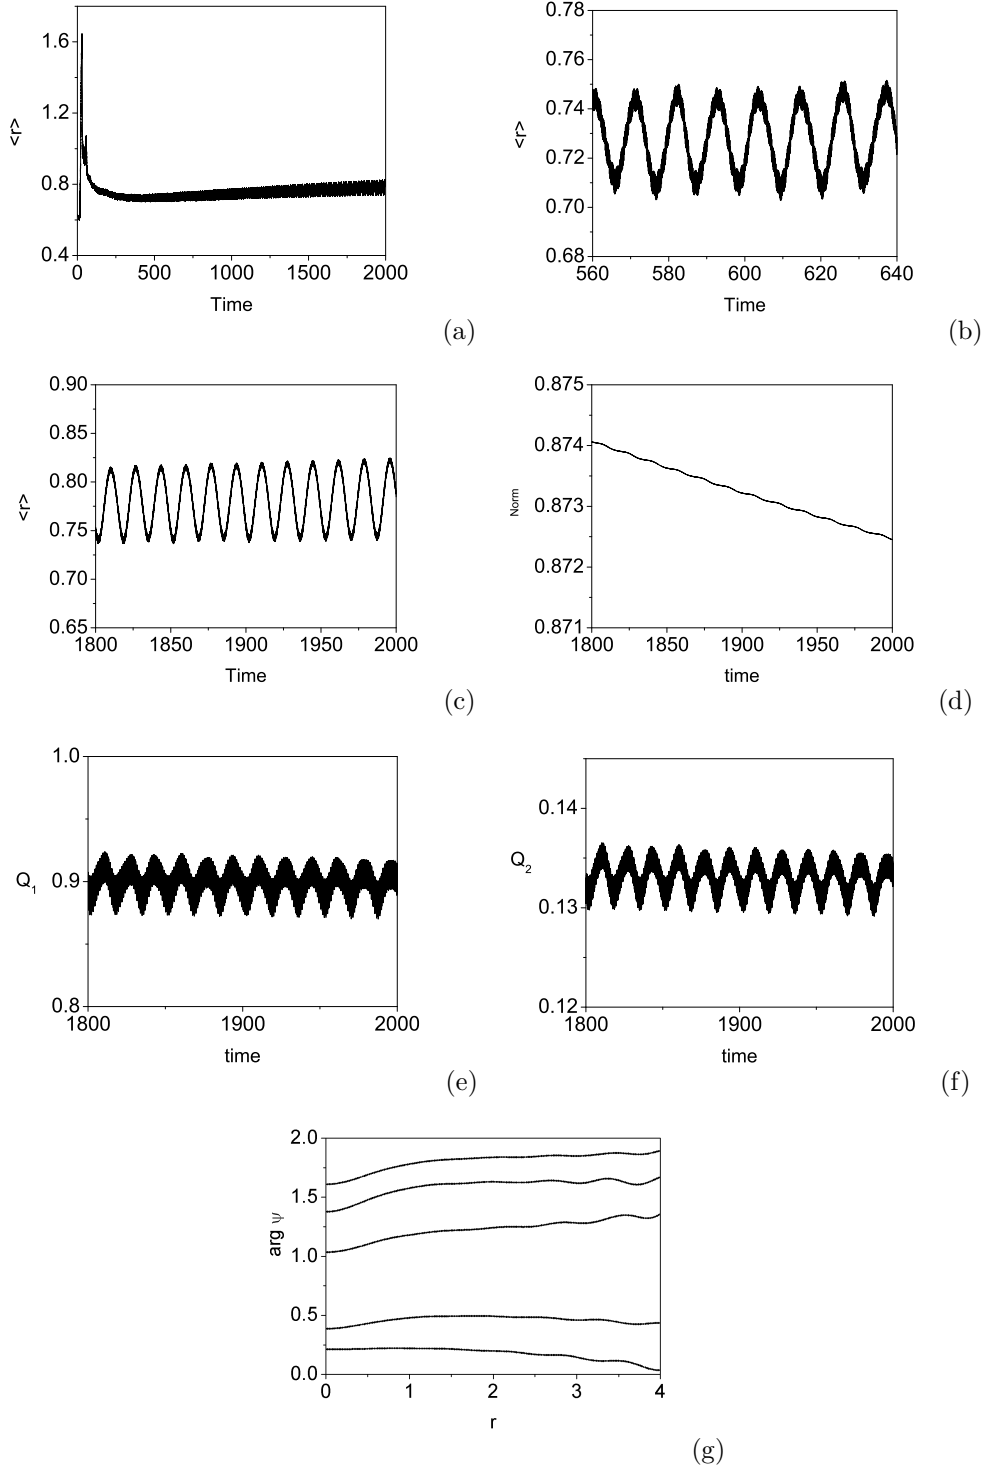 1.6
1.2
0.8
0.4
<r>
0 500 1000 1500 2000
Time
(a)
0.78
0.76
0.74
0.72
0.70
0.68
<r>
560 580 600 620 640
Time
(b)
0.90
0.85
0.80
0.75
0.70
0.65
<r>
1800 1850 1900 1950 2000
Time
(c)
0.875
0.874
0.873
0.872
0.871
Norm
1800 1850 1900 1950 2000
time
(d)
1.0
0.9
0.8
Q₁
1800 1900 2000
time
(e)
0.14
0.13
0.12
Q₂
1800 1900 2000
time
(f)
2.0
1.5
1.0
0.5
0.0
arg ψ
0 1 2 3 4
r
(g)